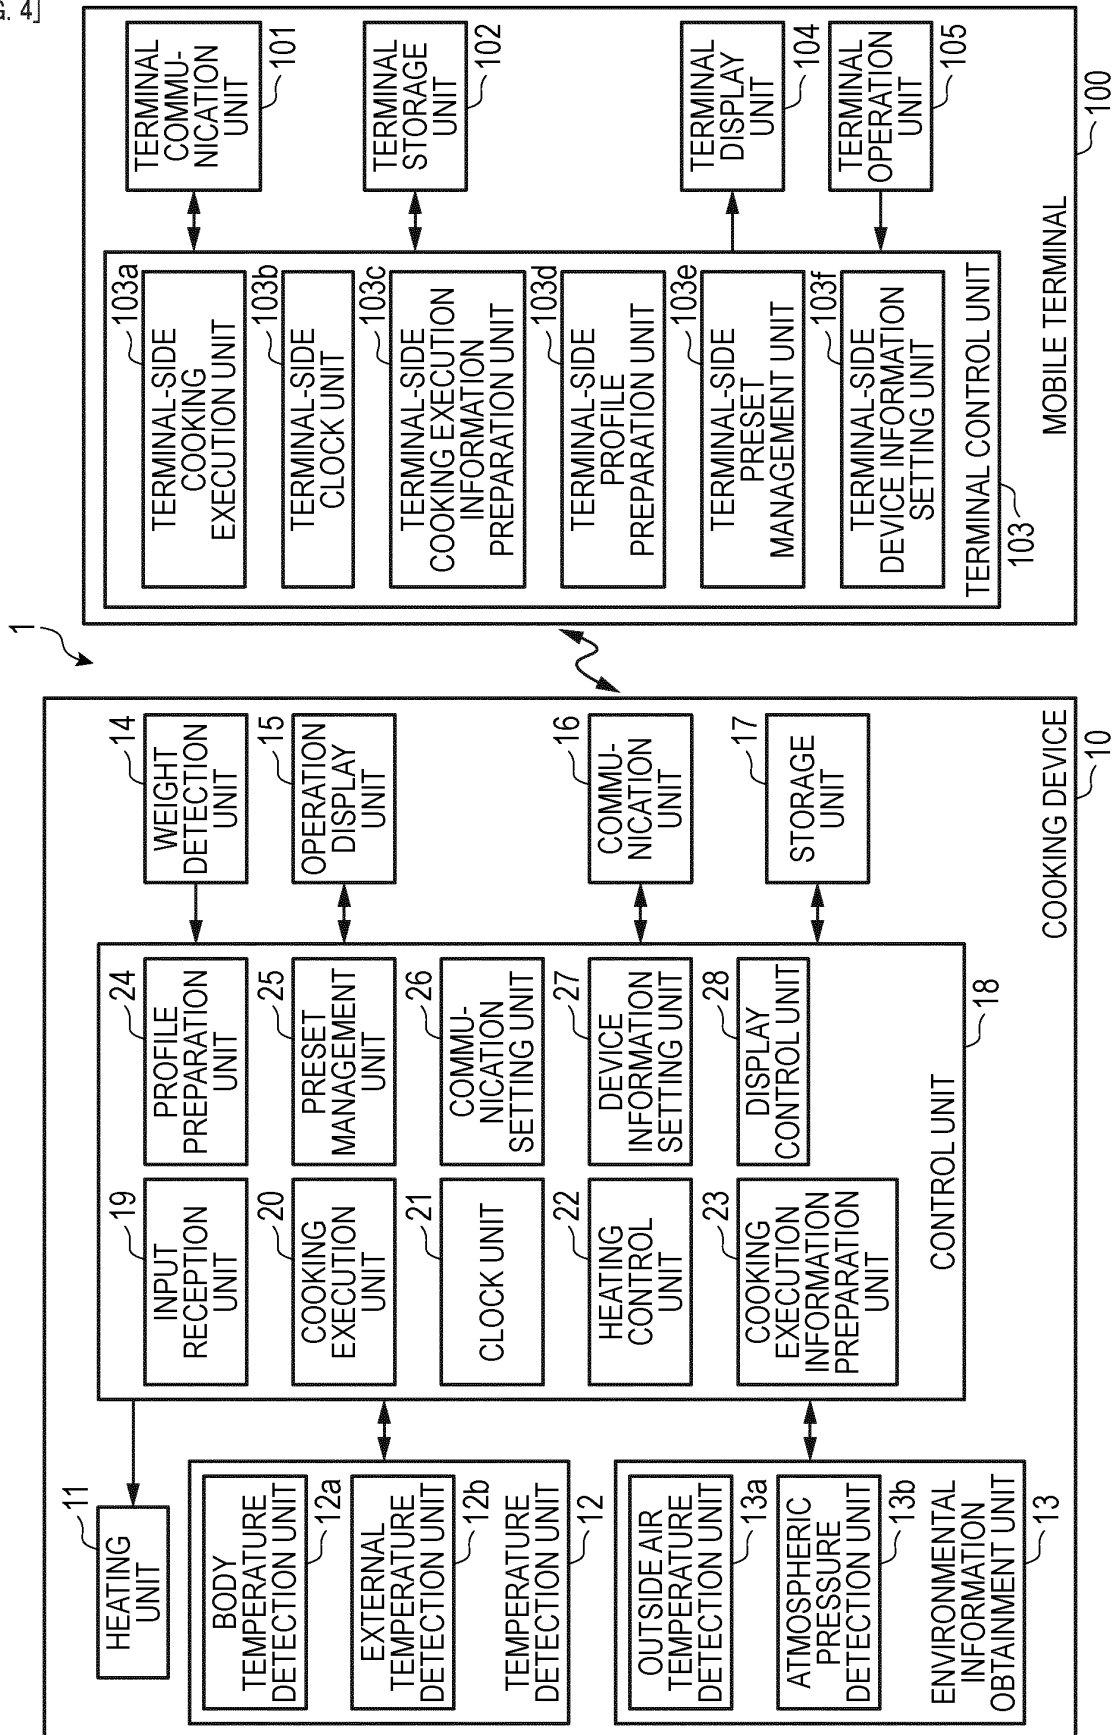 G. 4]
1
HEATING
UNIT
11
BODY
TEMPERATURE
DETECTION UNIT
12a
EXTERNAL
TEMPERATURE
DETECTION UNIT
12b
TEMPERATURE
DETECTION UNIT
12
OUTSIDE AIR
TEMPERATURE
DETECTION UNIT
13a
ATMOSPHERIC
PRESSURE
DETECTION UNIT
13b
ENVIRONMENTAL
INFORMATION
OBTAINMENT UNIT
13
19
INPUT
RECEPTION
UNIT
20
COOKING
EXECUTION
UNIT
21
CLOCK UNIT
22
HEATING
CONTROL
UNIT
23
COOKING
EXECUTION
INFORMATION
PREPARATION
UNIT
24
PROFILE
PREPARATION
UNIT
25
PRESET
MANAGEMENT
UNIT
26
COMMU-
NICATION
SETTING UNIT
27
DEVICE
INFORMATION
SETTING UNIT
28
DISPLAY
CONTROL UNIT
CONTROL UNIT
18
14
WEIGHT
DETECTION
UNIT
15
OPERATION
DISPLAY
UNIT
16
COMMU-
NICATION
UNIT
17
STORAGE
UNIT
COOKING DEVICE
10
103a
TERMINAL-SIDE
COOKING
EXECUTION UNIT
103b
TERMINAL-SIDE
CLOCK UNIT
103c
TERMINAL-SIDE
COOKING EXECUTION
INFORMATION
PREPARATION UNIT
103d
TERMINAL-SIDE
PROFILE
PREPARATION UNIT
103e
TERMINAL-SIDE
PRESET
MANAGEMENT UNIT
103f
TERMINAL-SIDE
DEVICE INFORMATION
SETTING UNIT
TERMINAL CONTROL UNIT
103
TERMINAL
COMMU-
NICATION
UNIT
101
TERMINAL
STORAGE
UNIT
102
TERMINAL
DISPLAY
UNIT
104
TERMINAL
OPERATION
UNIT
105
MOBILE TERMINAL
100